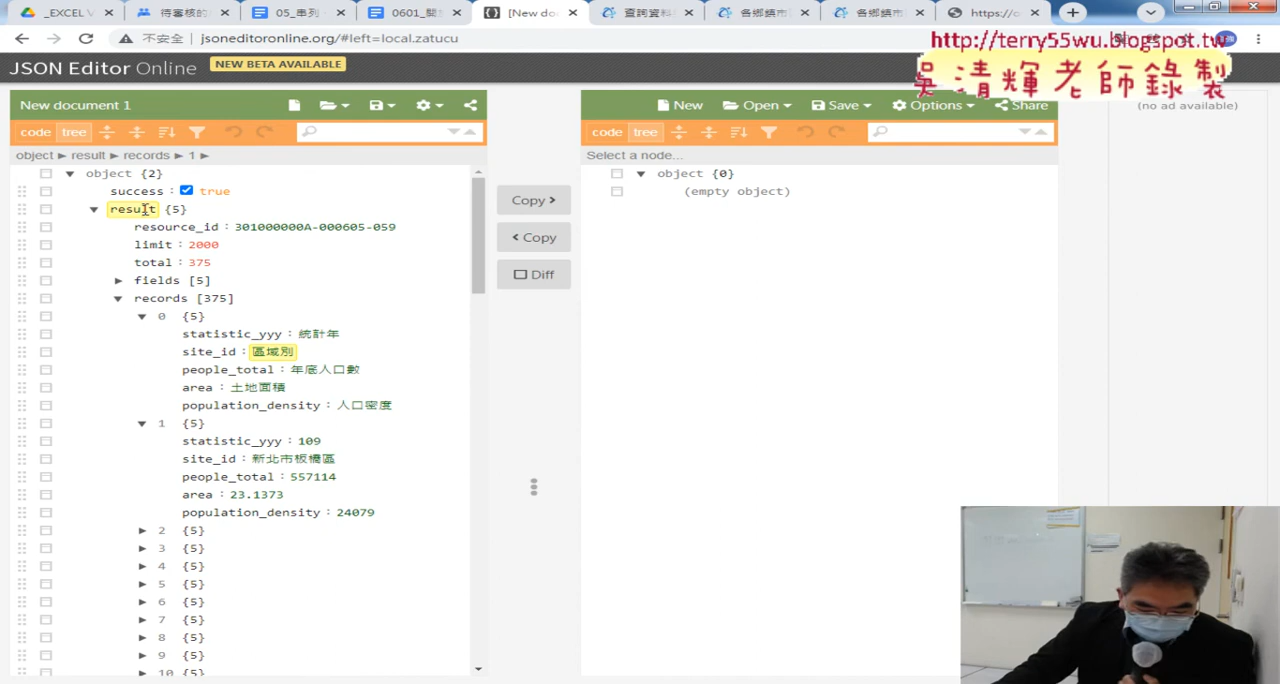 _EXCEL V
待審核的
05_串列
0601_開
[New do
查詢資料
各鄉鎮市
各鄉鎮市
https://o
不安全 | jsoneditoronline.org/#left=local.zatucu
http://terry55wu.blogspot.tw
吳清輝老師錄製
JSON Editor Online NEW BETA AVAILABLE
New document 1
New Open Save Options Share
(no ad available)
code tree
code tree
object ► result ► records ► 1 ►
Select a node...
object {2}
success : true
result {5}
resource_id : 301000000A-000605-059
limit : 2000
total : 375
fields [5]
records [375]
0 {5}
statistic_yyy : 統計年
site_id : 區域別
people_total : 年底人口數
area : 土地面積
population_density : 人口密度
1 {5}
statistic_yyy : 109
site_id : 新北市板橋區
people_total : 557114
area : 23.1373
population_density : 24079
2 {5}
3 {5}
4 {5}
5 {5}
6 {5}
7 {5}
8 {5}
9 {5}
10 {5}
Copy >
< Copy
Diff
object {0}
(empty object)